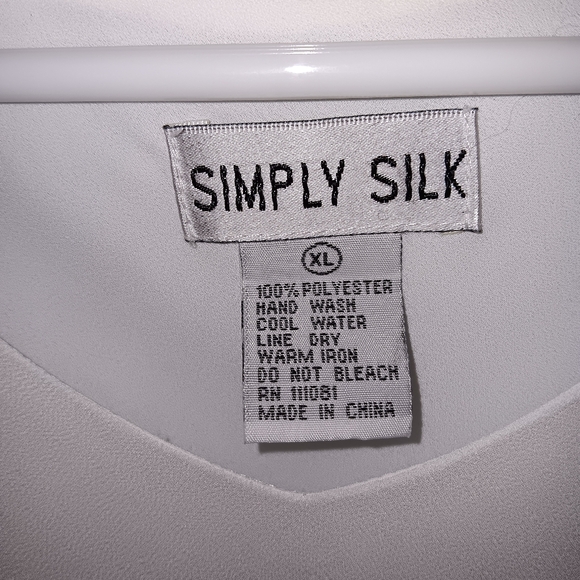 SIMPLY SILK
XL
100% POLYESTER
HAND WASH
COOL WATER
LINE DRY
WARM IRON
DO NOT BLEACH
RN 111081
MADE IN CHINA